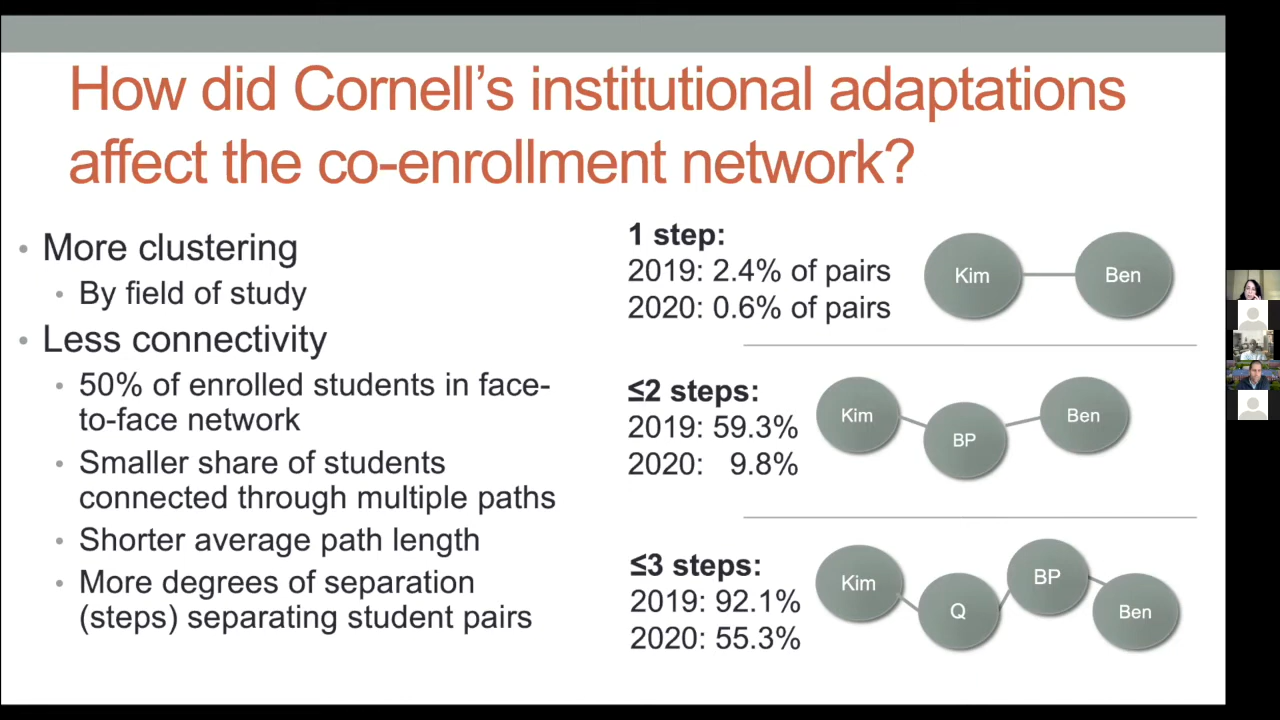 How did Cornell's institutional adaptations
affect the co-enrollment network?
• More clustering
• By field of study
• Less connectivity
• 50% of enrolled students in face-
to-face network
• Smaller share of students
connected through multiple paths
• Shorter average path length
• More degrees of separation
(steps) separating student pairs
1 step:
2019: 2.4% of pairs
2020: 0.6% of pairs
Kim
Ben
≤2 steps:
2019: 59.3%
2020: 9.8%
Kim
BP
Ben
≤3 steps:
2019: 92.1%
2020: 55.3%
Kim
Q
BP
Ben